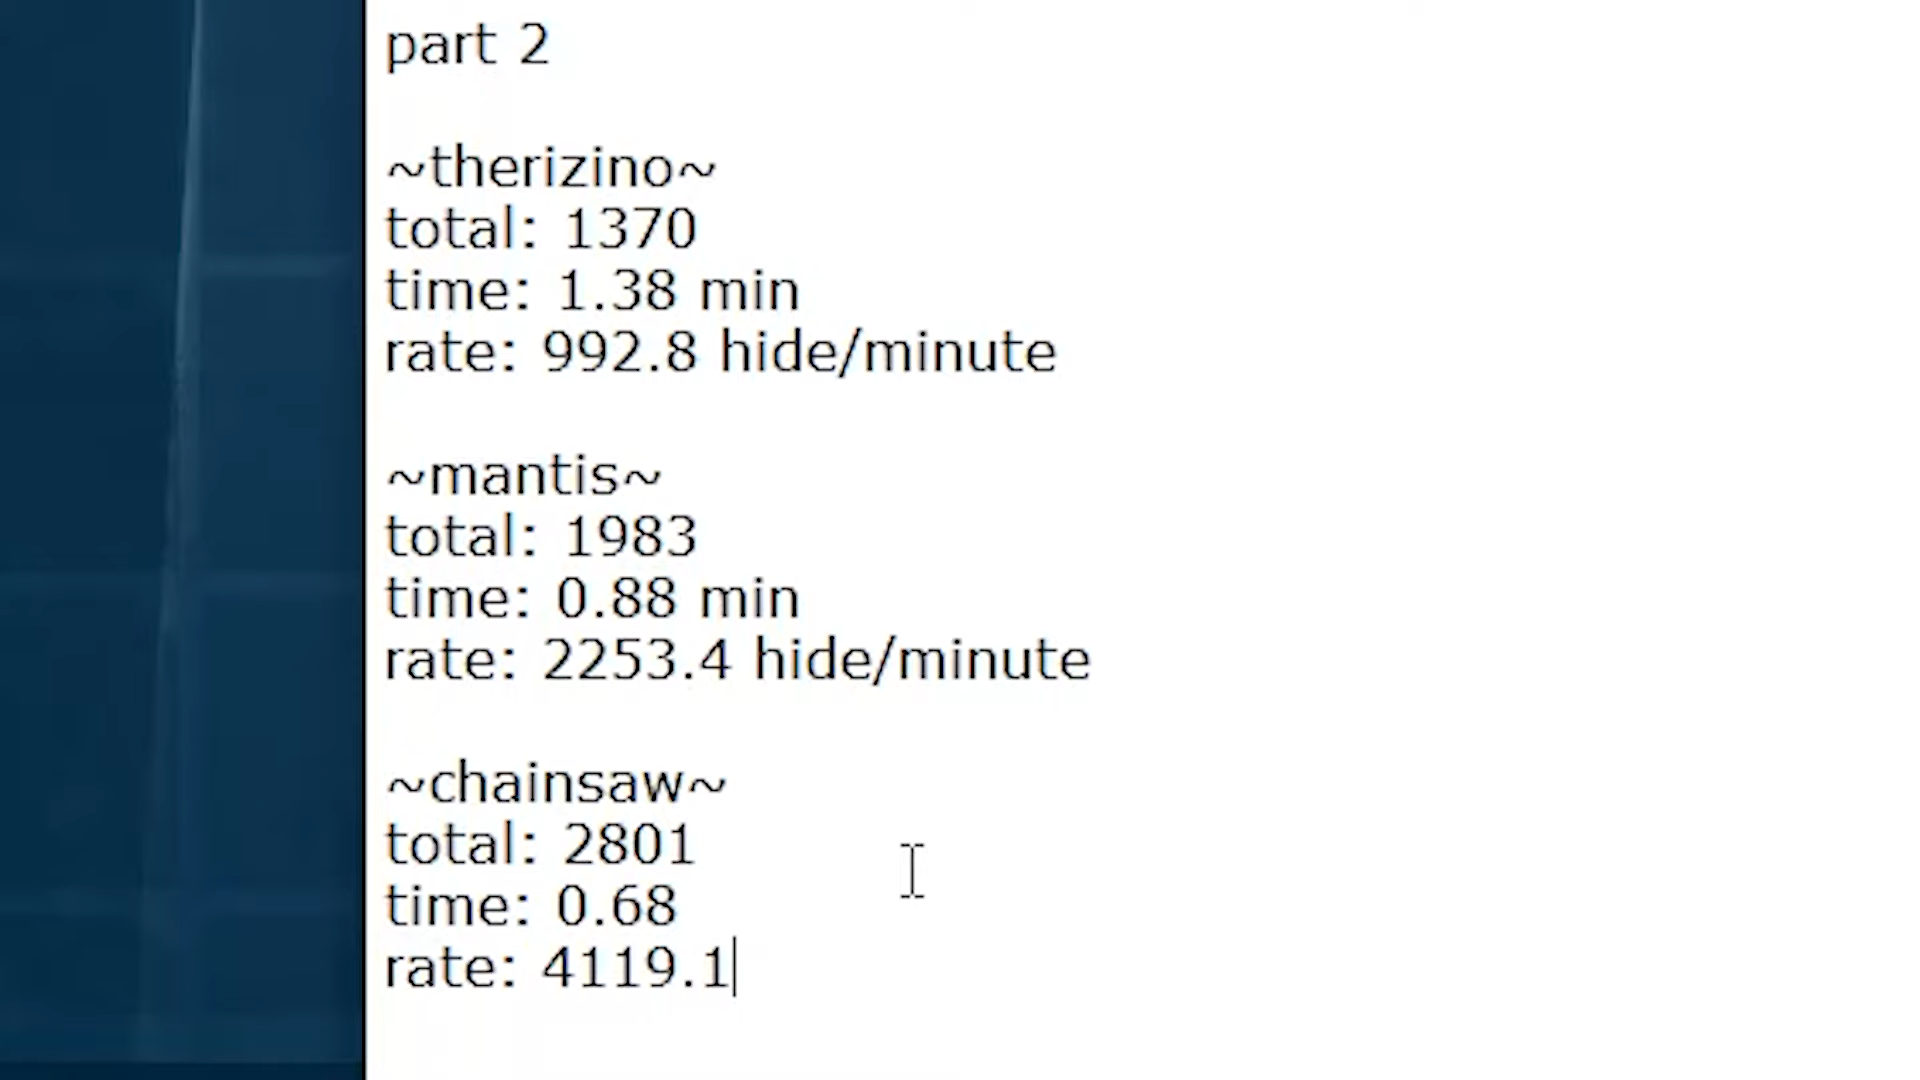 part 2
~therizino~
total: 1370
time: 1.38 min
rate: 992.8 hide/minute
~mantis~
total: 1983
time: 0.88 min
rate: 2253.4 hide/minute
~chainsaw~
total: 2801
time: 0.68
rate: 4119.1